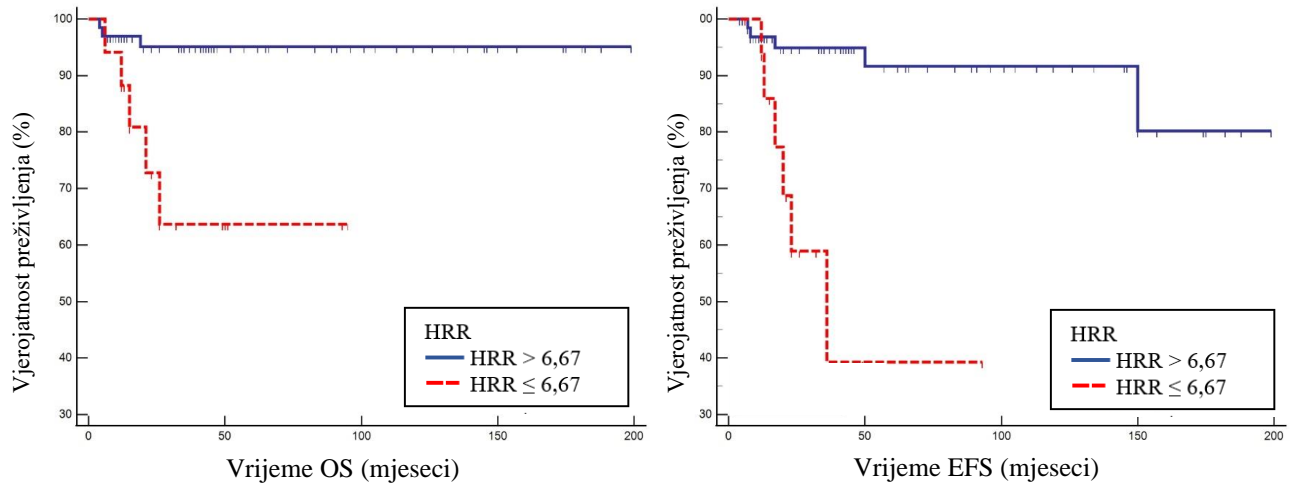 Vjerojatnost preživljenja (%)
100
90
80
70
60
50
40
30
HRR
HRR > 6,67
HRR ≤ 6,67
0
50
100
150
200
Vrijeme OS (mjeseci)
Vjerojatnost preživljenja (%)
00
90
80
70
60
50
40
30
HRR
HRR > 6,67
HRR ≤ 6,67
0
50
100
150
200
Vrijeme EFS (mjeseci)